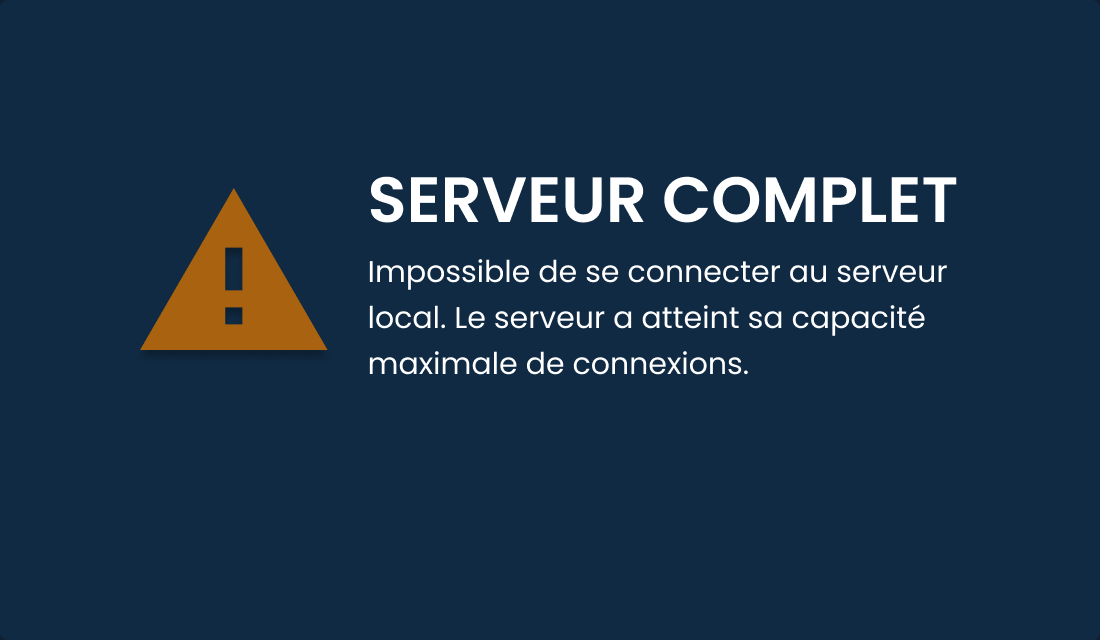 SERVEUR COMPLET
Impossible de se connecter au serveur
local. Le serveur a atteint sa capacité
maximale de connexions.